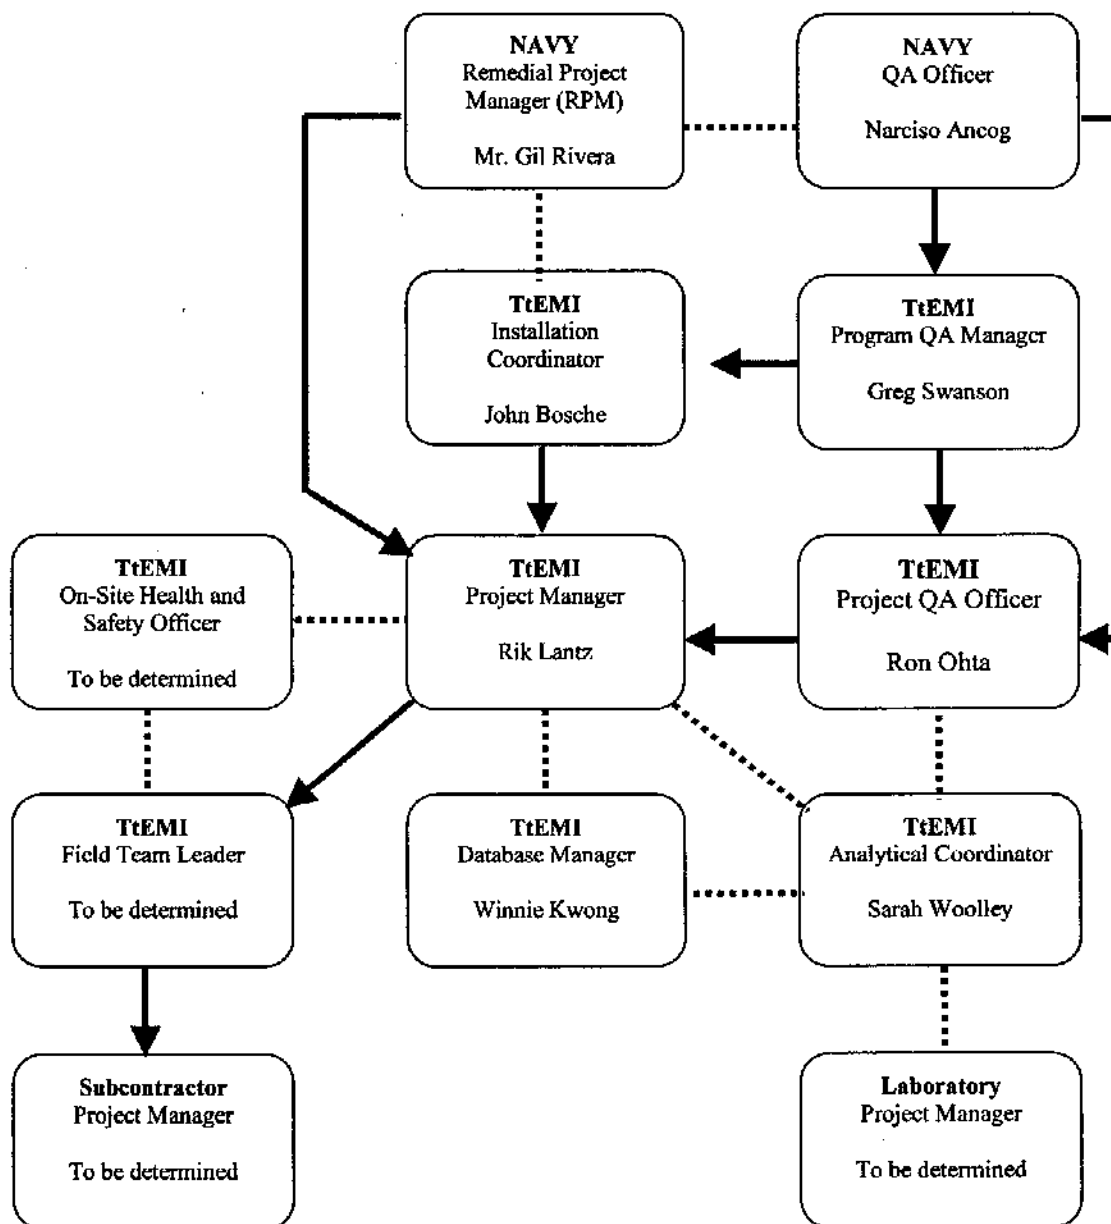 NAVY
Remedial Project
Manager (RPM)
Mr. Gil Rivera
NAVY
QA Officer
Narciso Ancog
TtEMI
Installation
Coordinator
John Bosche
TtEMI
Program QA Manager
Greg Swanson
TtEMI
On-Site Health and
Safety Officer
To be determined
TtEMI
Project Manager
Rik Lantz
TtEMI
Project QA Officer
Ron Ohta
TtEMI
Field Team Leader
To be determined
TtEMI
Database Manager
Winnie Kwong
TtEMI
Analytical Coordinator
Sarah Woolley
Subcontractor
Project Manager
To be determined
Laboratory
Project Manager
To be determined